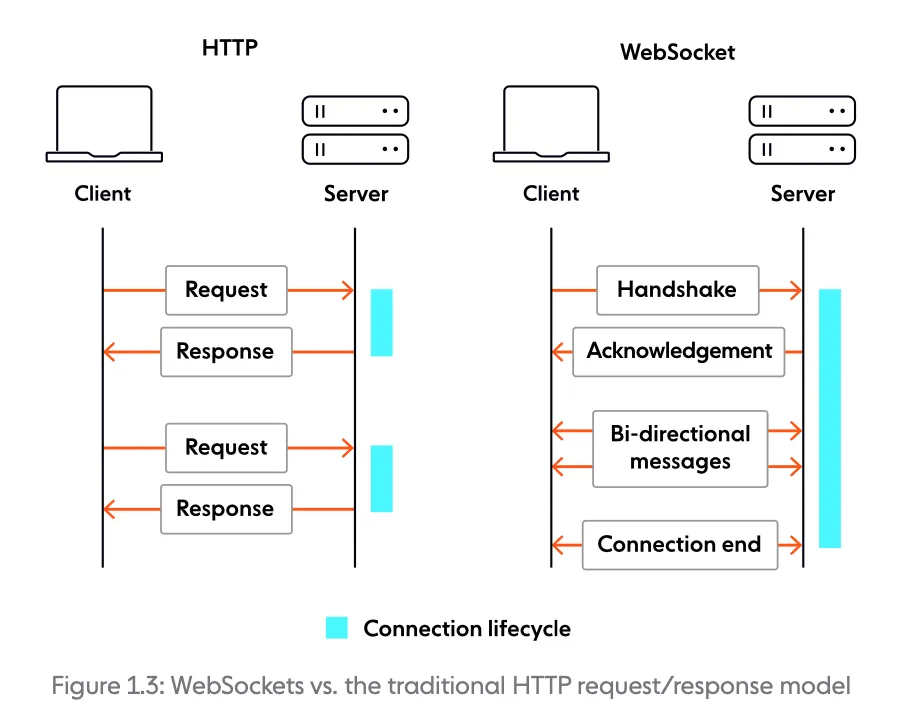 HTTP
Client
Server
Request
Response
Request
Response
WebSocket
Client
Server
Handshake
Acknowledgement
Bi-directional
messages
Connection end
Connection lifecycle
Figure 1.3: WebSockets vs. the traditional HTTP request/response model